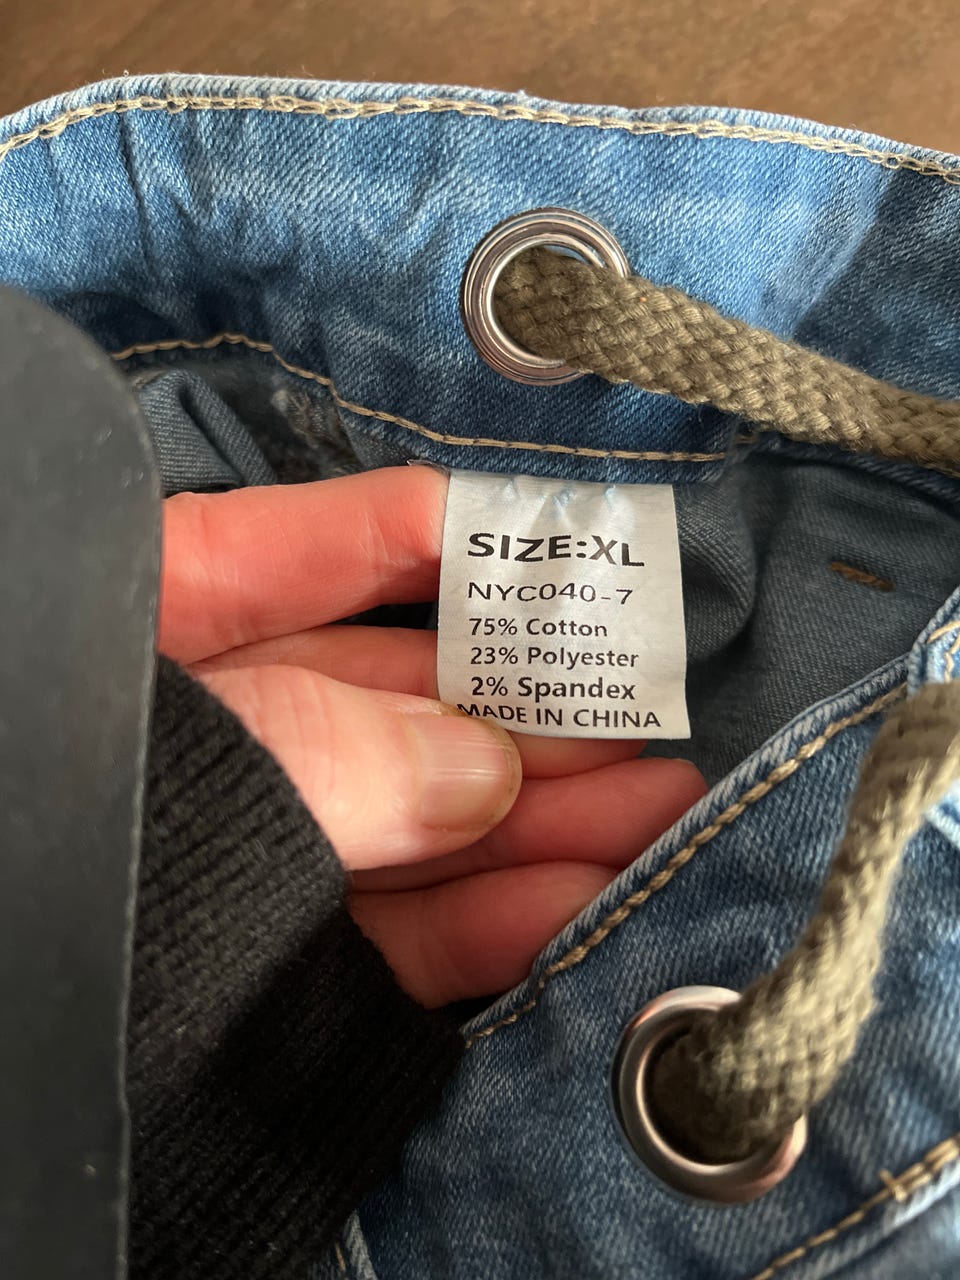 SIZE:XL
NYC040-7
75% Cotton
23% Polyester
2% Spandex
MADE IN CHINA